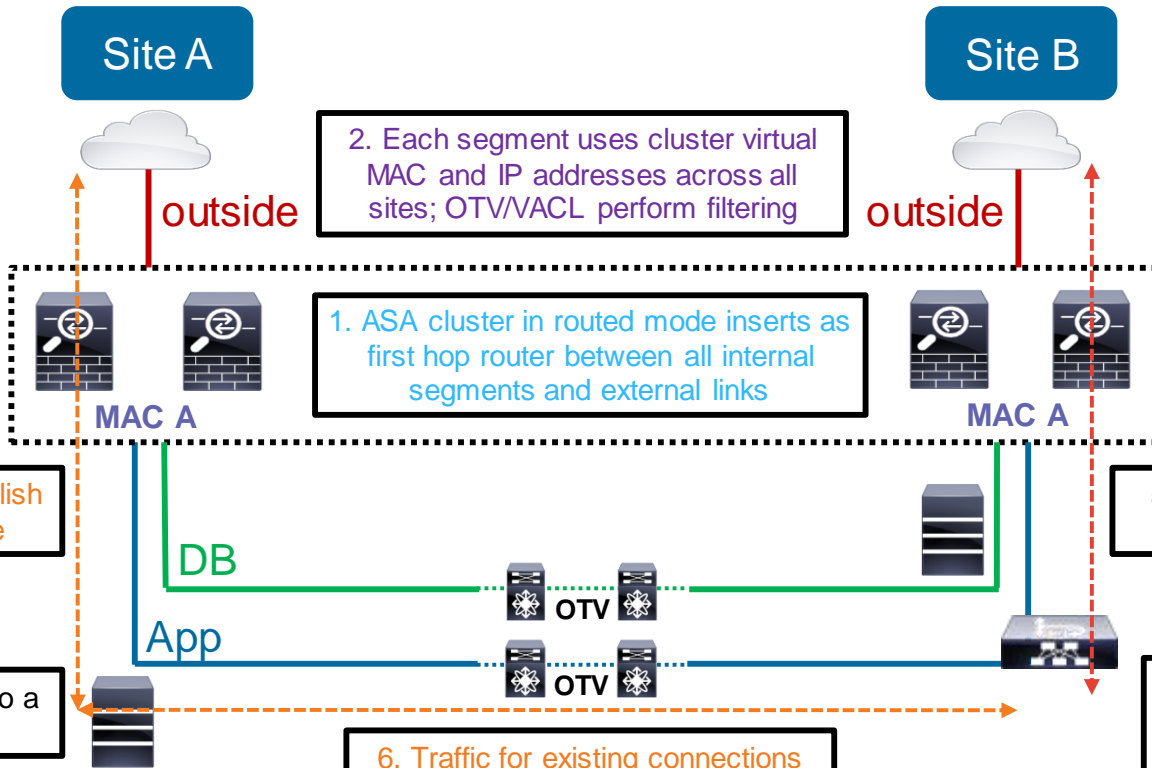 Site A
Site B
2. Each segment uses cluster virtual
MAC and IP addresses across all
sites; OTV/VACL perform filtering
outside
outside
1. ASA cluster in routed mode inserts as
first hop router between all internal
segments and external links
MAC A
MAC A
DB
OTV
App
OTV
a
6. Traffic for existing connections